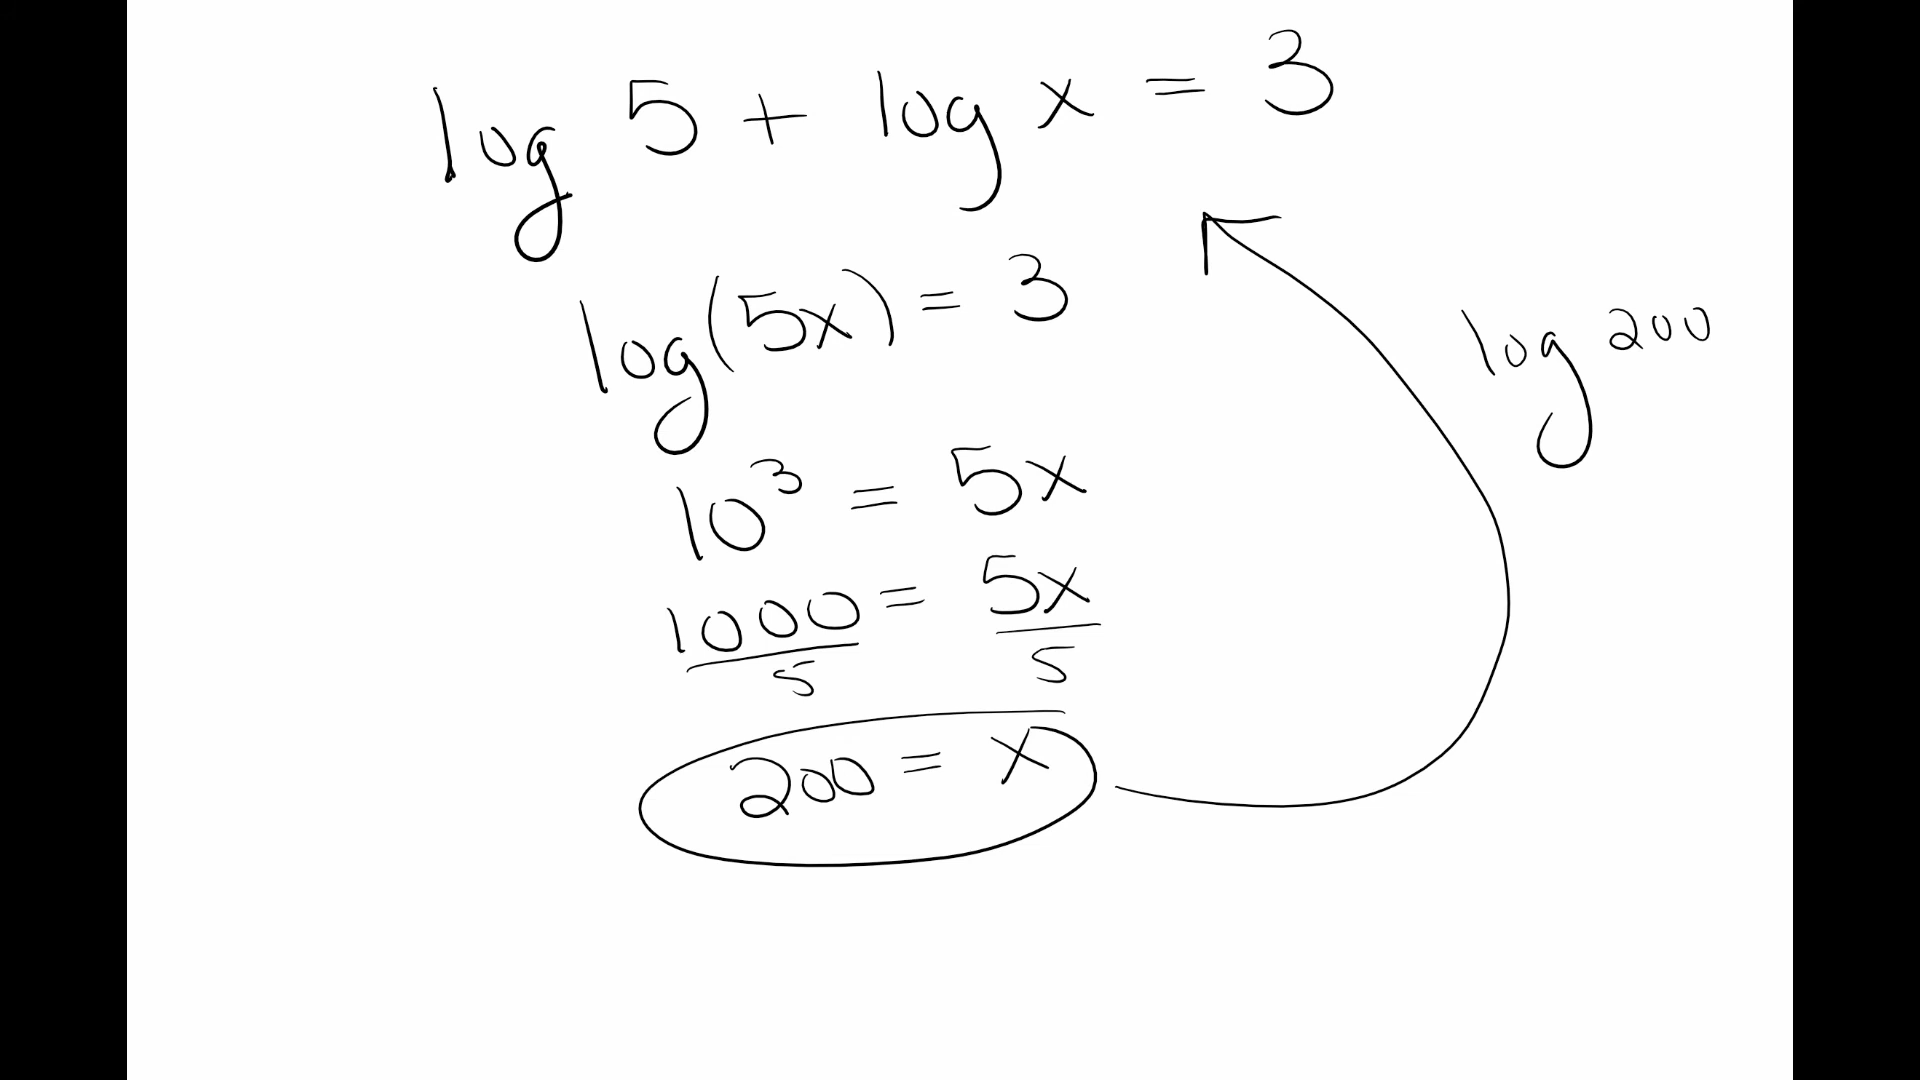 log 5 + log x = 3
log(5x) = 3
log 200
10³ = 5x
1000/5 = 5x/5
200 = x